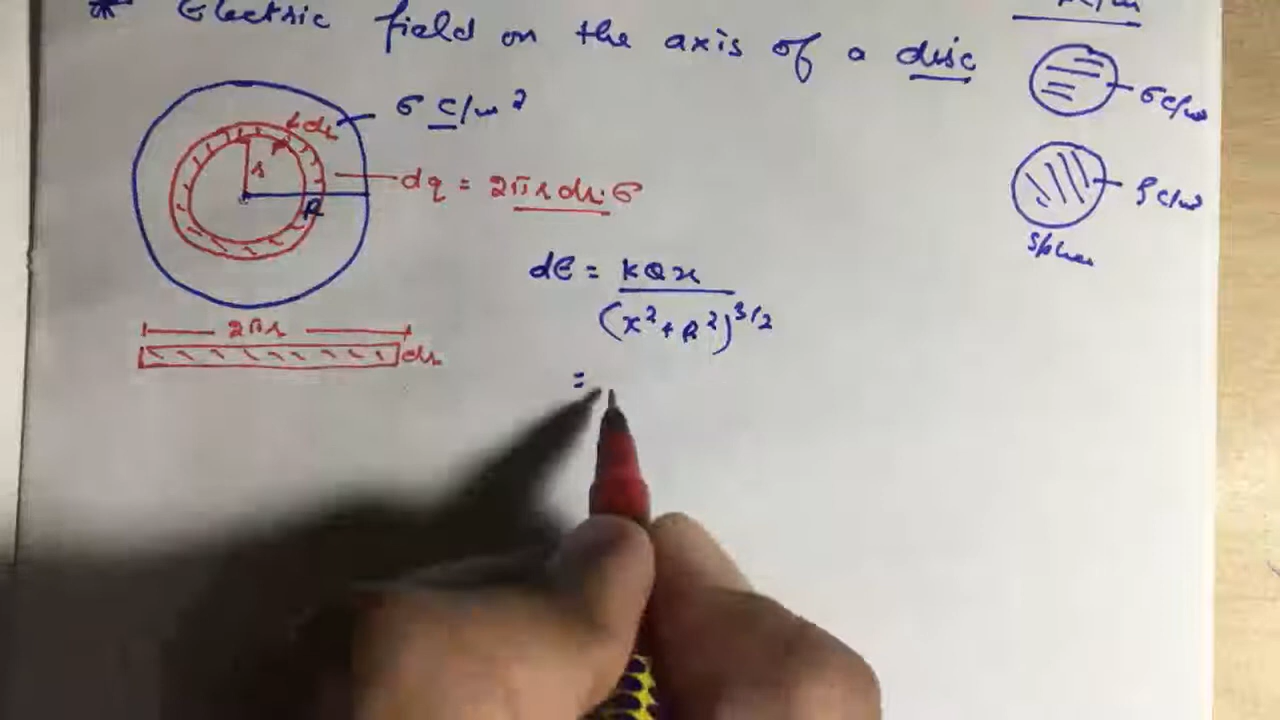 * Electric field on the axis of a disc
σ C/m²
dr
r
R
dq = 2πr dr. σ
dE = kQx
(x² + R²)^3/2
=
2πr
dr
σ C/m
ρ C/m
Sphere